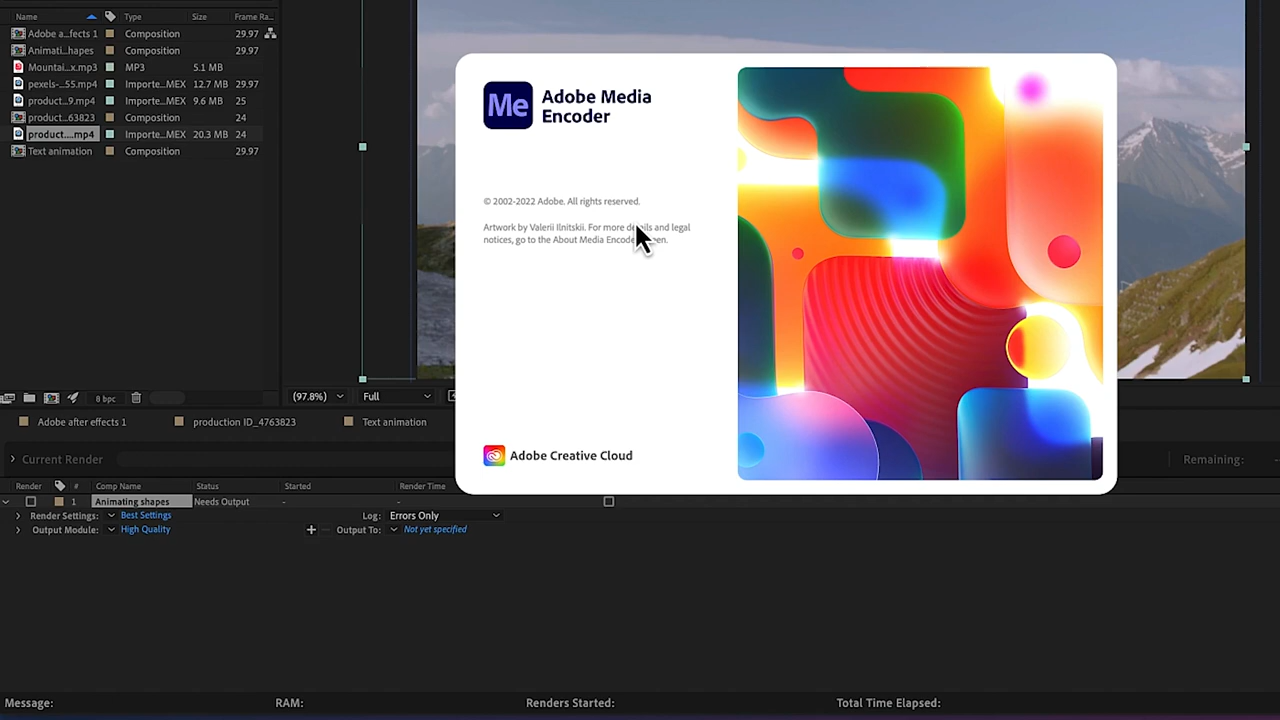 Name Type Size Frame Ra...
Adobe a...fects 1 Composition 29.97
Animati...hapes Composition 29.97
Mountai...x.mp3 MP3 5.1 MB
pexels-...55.mp4 Importe...MEX 12.7 MB 29.97
product...9.mp4 Importe...MEX 9.6 MB 25
product...63823 Composition 24
product....mp4 Importe...MEX 20.3 MB 24
Text animation Composition 29.97
Me Adobe Media
Encoder
© 2002-2022 Adobe. All rights reserved.
Artwork by Valerii Ilnitskii. For more details and legal
notices, go to the About Media Encoder screen.
Adobe Creative Cloud
8 bpc
(97.8%) Full
Adobe after effects 1 production ID_4763823 Text animation
Current Render Remaining:
Render # Comp Name Status Started Render Time
1 Animating shapes Needs Output - -
Render Settings: Best Settings Log: Errors Only
Output Module: High Quality Output To: Not yet specified
Message: RAM: Renders Started: Total Time Elapsed: